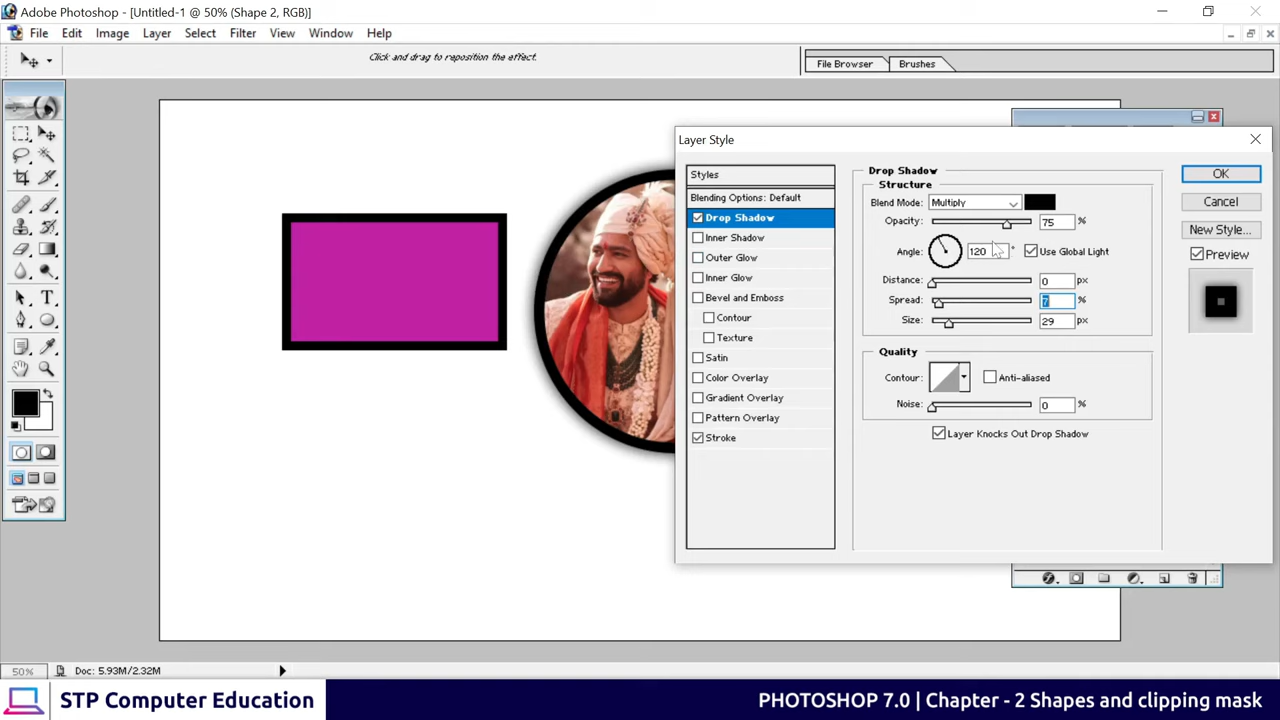 Adobe Photoshop - [Untitled-1 @ 50% (Shape 2, RGB)]
File Edit Image Layer Select Filter View Window Help
Click and drag to reposition the effect.
File Browser Brushes
Layer Style
Styles
Blending Options: Default
Drop Shadow
Inner Shadow
Outer Glow
Inner Glow
Bevel and Emboss
Contour
Texture
Satin
Color Overlay
Gradient Overlay
Pattern Overlay
Stroke
Drop Shadow
Structure
Blend Mode: Multiply
Opacity: 75 %
Angle: 120 ° Use Global Light
Distance: 0 px
Spread: 7 %
Size: 29 px
Quality
Contour: Anti-aliased
Noise: 0 %
Layer Knocks Out Drop Shadow
OK
Cancel
New Style...
Preview
50% Doc: 5.93M/2.32M
STP Computer Education
PHOTOSHOP 7.0 | Chapter - 2 Shapes and clipping mask